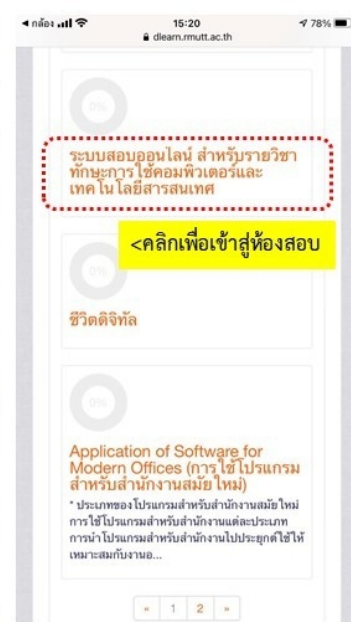 ◀ กล้อง 15:20 78%
dlearn.rmutt.ac.th
0%
ระบบสอบออนไลน์ สำหรับรายวิชา
ทักษะการใช้คอมพิวเตอร์และ
เทคโนโลยีสารสนเทศ
<คลิกเพื่อเข้าสู่ห้องสอบ
0%
ชีวิตดิจิทัล
0%
Application of Software for
Modern Offices (การใช้โปรแกรม
สำหรับสำนักงานสมัยใหม่)
* ประเภทของโปรแกรมสำหรับสำนักงานสมัยใหม่
การใช้โปรแกรมสำหรับสำนักงานแต่ละประเภท
การนำโปรแกรมสำหรับสำนักงานไปประยุกต์ใช้ให้
เหมาะสมกับงานอ...
« 1 2 »